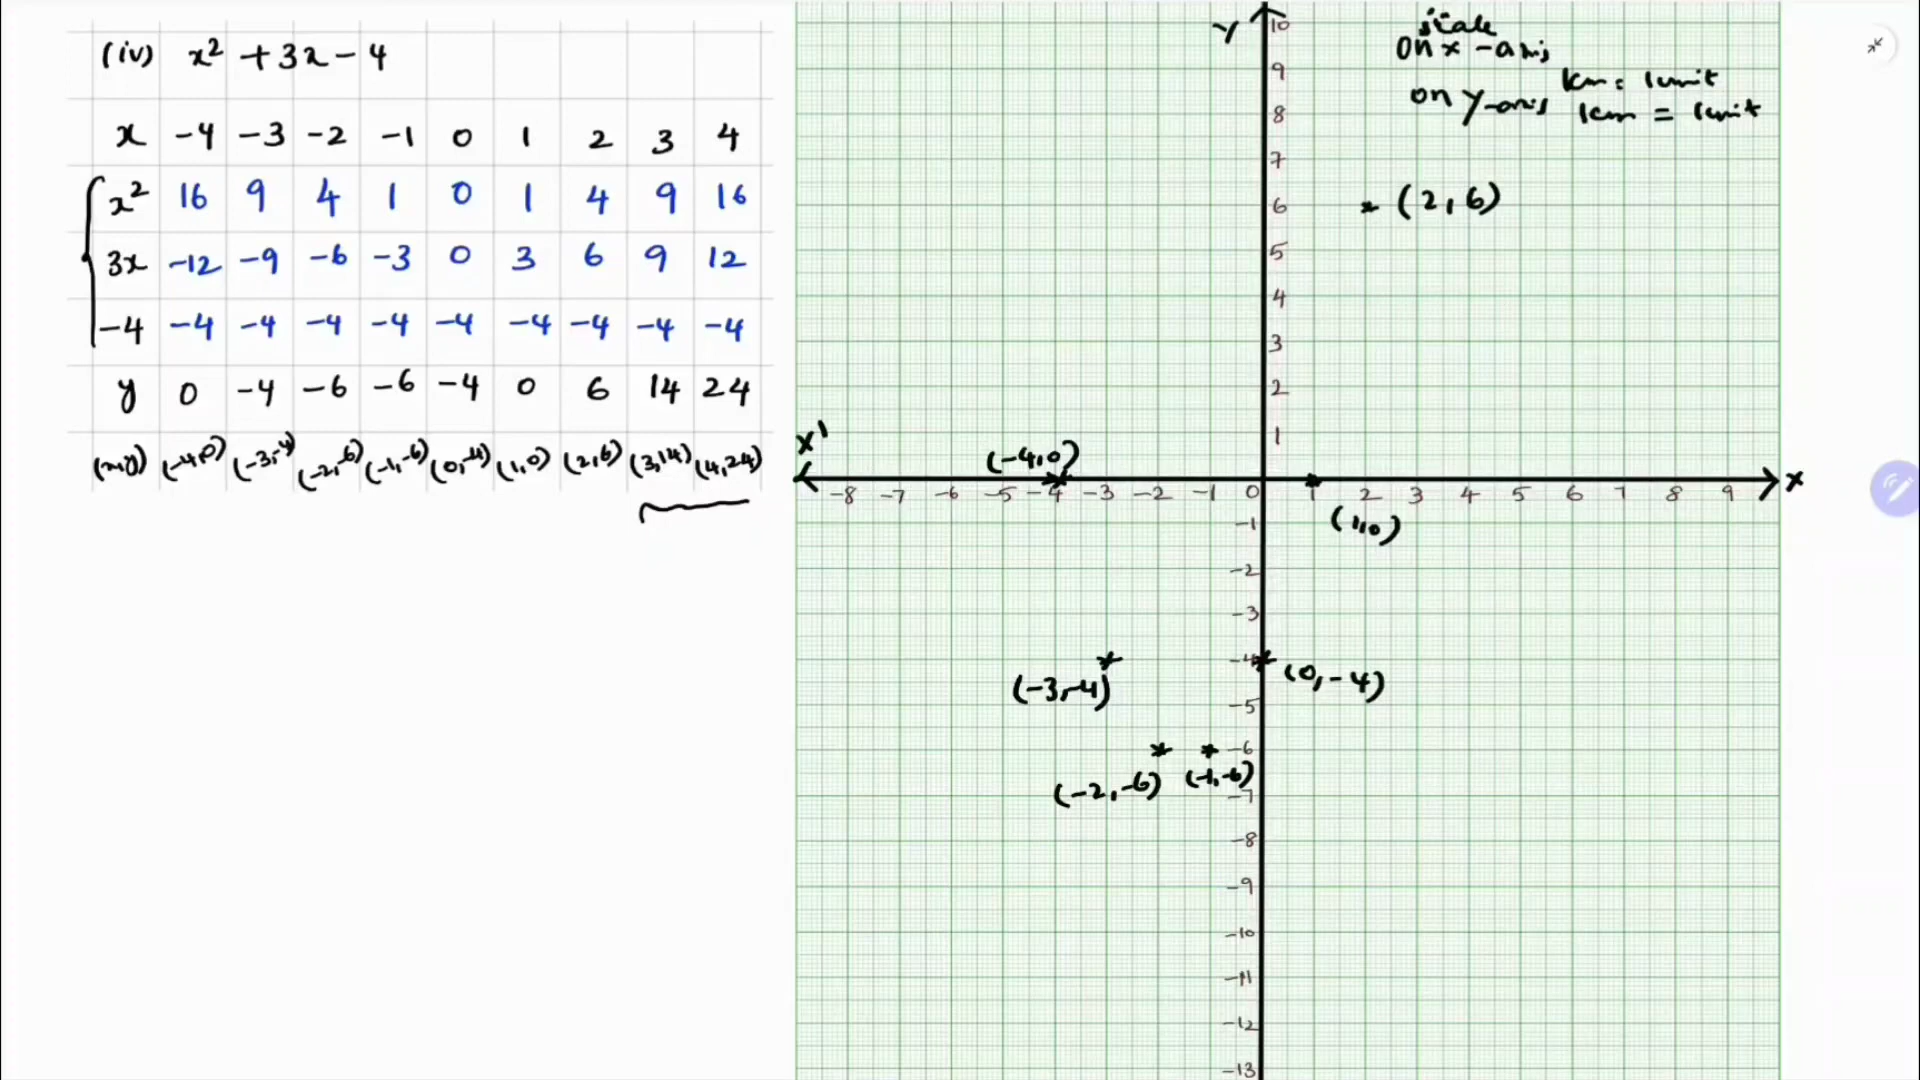 (iv) x² + 3x - 4
x -4 -3 -2 -1 0 1 2 3 4
x² 16 9 4 1 0 1 4 9 16
3x -12 -9 -6 -3 0 3 6 9 12
-4 -4 -4 -4 -4 -4 -4 -4 -4 -4
y 0 -4 -6 -6 -4 0 6 14 24
(x,y) (-4,0) (-3,-4) (-2,-6) (-1,-6) (0,-4) (1,0) (2,6) (3,14) (4,24)
Scale
On x-axis
1cm = 1unit
on y-axis 1cm = 1unit
Y
10
9
8
7
6
(2,6)
5
4
3
2
1
X'
(-4,0)
-8 -7 -6 -5 -4 -3 -2 -1 0 1 2 3 4 5 6 7 8 9 X
(1,0)
-1
-2
-3
-4
(0,-4)
(-3,-4)
-5
-6
(-2,-6) (-1,-6)
-7
-8
-9
-10
-11
-12
-13